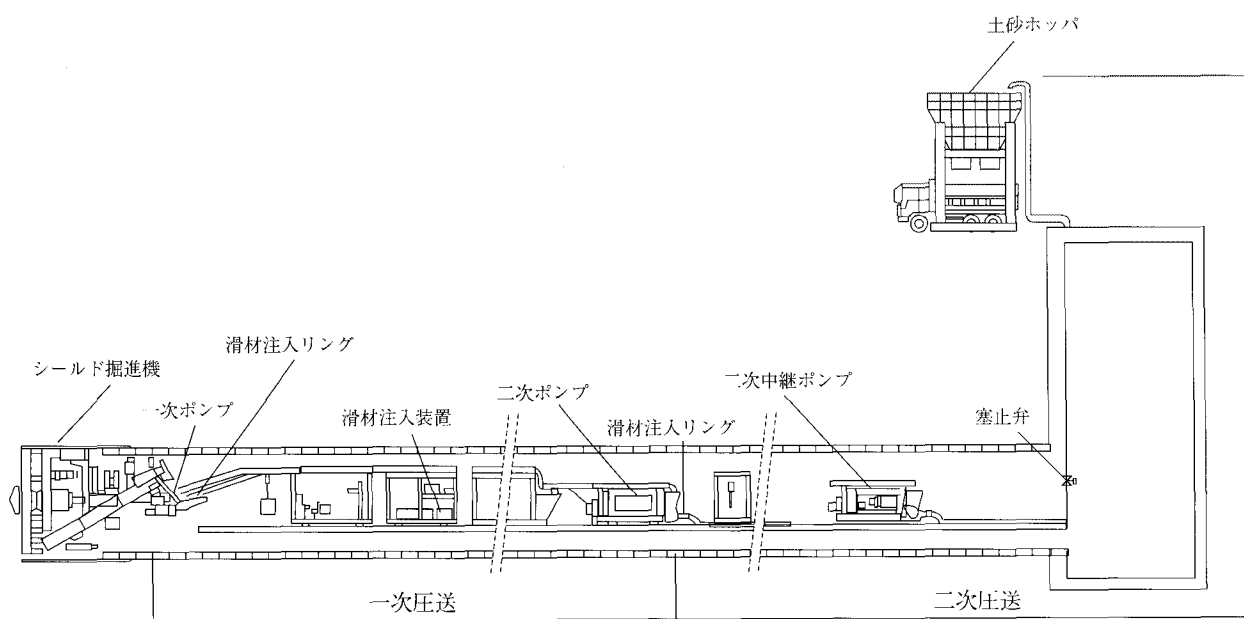 土砂ホッパ
滑材注入リング
シールド掘進機
一次ポンプ
滑材注入装置
二次ポンプ
滑材注入リング
二次中継ポンプ
塞止弁
一次圧送
二次圧送